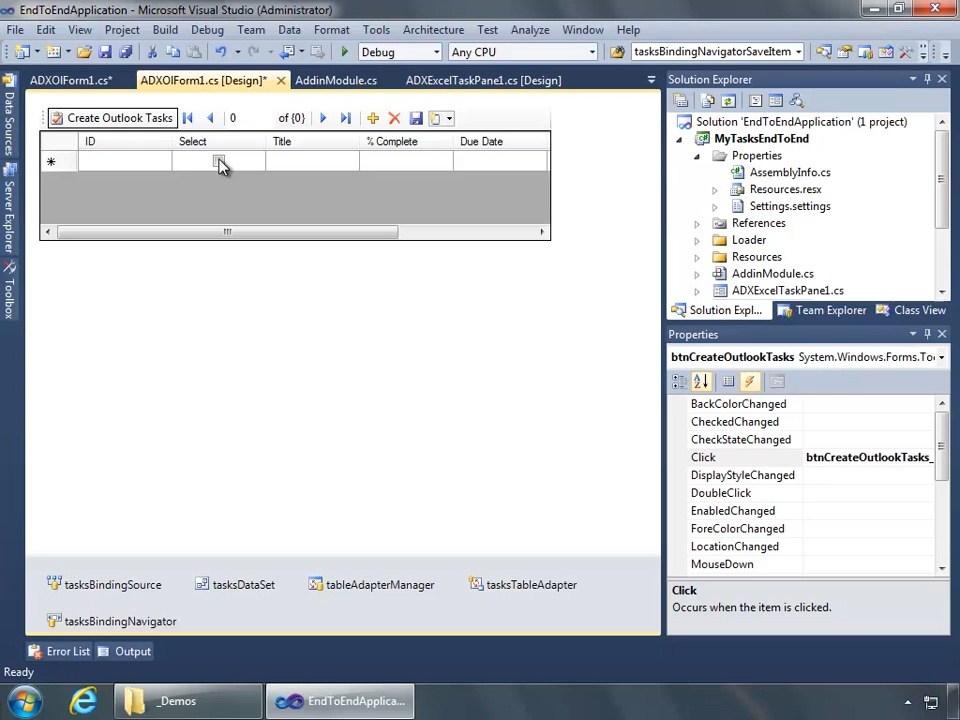 EndToEndApplication - Microsoft Visual Studio (Administrator)
File Edit View Project Build Debug Team Data Format Tools Architecture Test Analyze Window Help
Debug Any CPU tasksBindingNavigatorSaveItem
ADXOlForm1.cs* ADXOlForm1.cs [Design]* AddinModule.cs ADXExcelTaskPane1.cs [Design]
Data Sources
Server Explorer
Toolbox
Create Outlook Tasks 0 of {0}
ID Select Title % Complete Due Date
tasksBindingSource tasksDataSet tableAdapterManager tasksTableAdapter
tasksBindingNavigator
Solution Explorer
Solution 'EndToEndApplication' (1 project)
MyTasksEndToEnd
Properties
AssemblyInfo.cs
Resources.resx
Settings.settings
References
Loader
Resources
AddinModule.cs
ADXExcelTaskPane1.cs
Solution Expl... Team Explorer Class View
Properties
btnCreateOutlookTasks System.Windows.Forms.To
BackColorChanged
CheckedChanged
CheckStateChanged
Click btnCreateOutlookTasks_
DisplayStyleChanged
DoubleClick
EnabledChanged
ForeColorChanged
LocationChanged
MouseDown
Click
Occurs when the item is clicked.
Error List Output
Ready
_Demos EndToEndApplica...